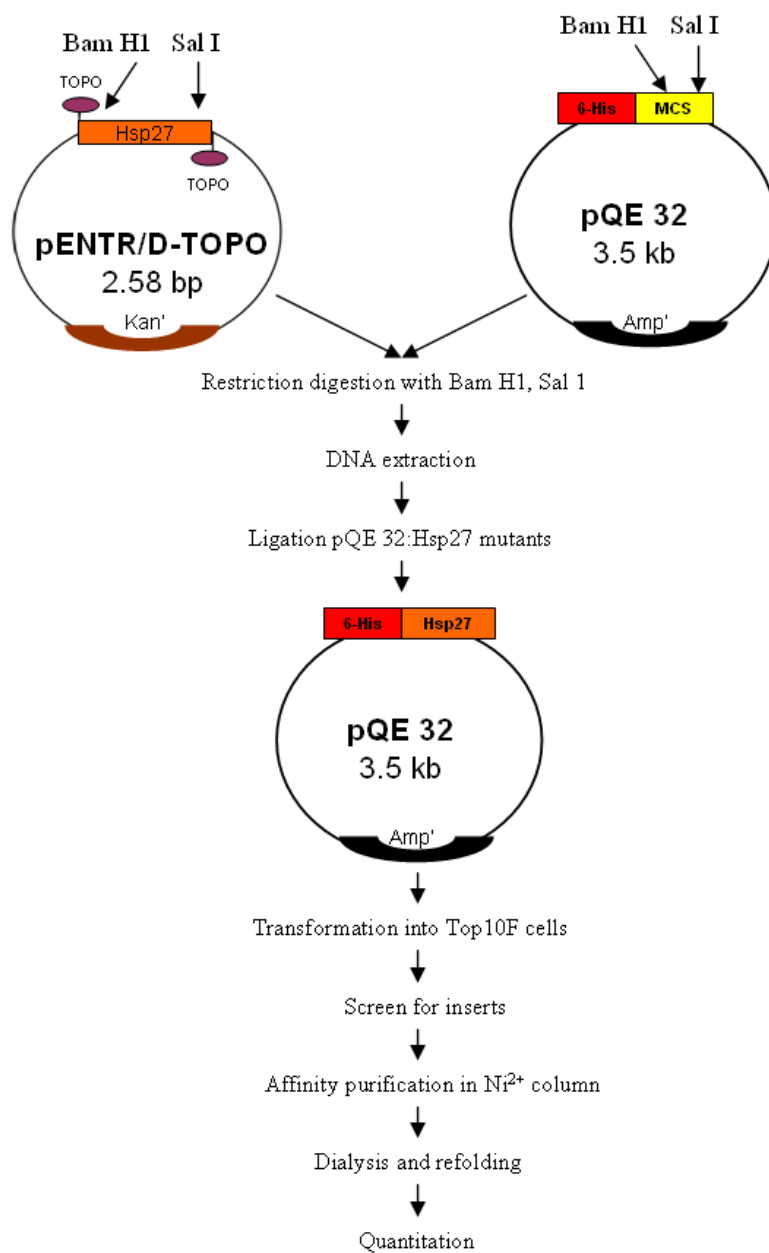 Bam H1 Sal I
TOPO
Hsp27
TOPO
pENTR/D-TOPO
2.58 bp
Kan'
Bam H1 Sal I
6-His MCS
pQE 32
3.5 kb
Amp'
Restriction digestion with Bam H1, Sal 1
DNA extraction
Ligation pQE 32:Hsp27 mutants
6-His Hsp27
pQE 32
3.5 kb
Amp'
Transformation into Top10F cells
Screen for inserts
Affinity purification in Ni²⁺ column
Dialysis and refolding
Quantitation